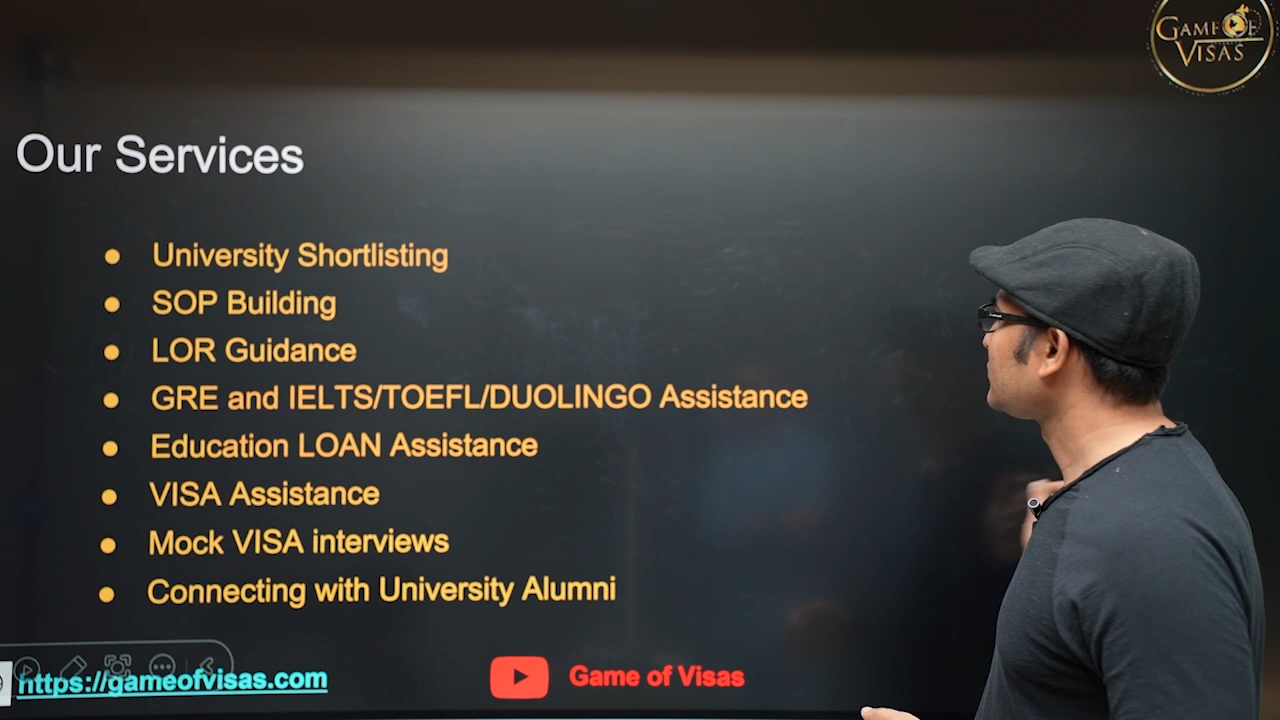 GAME OF
VISAS
Our Services
University Shortlisting
SOP Building
LOR Guidance
GRE and IELTS/TOEFL/DUOLINGO Assistance
Education LOAN Assistance
VISA Assistance
Mock VISA interviews
Connecting with University Alumni
https://gameofvisas.com
Game of Visas